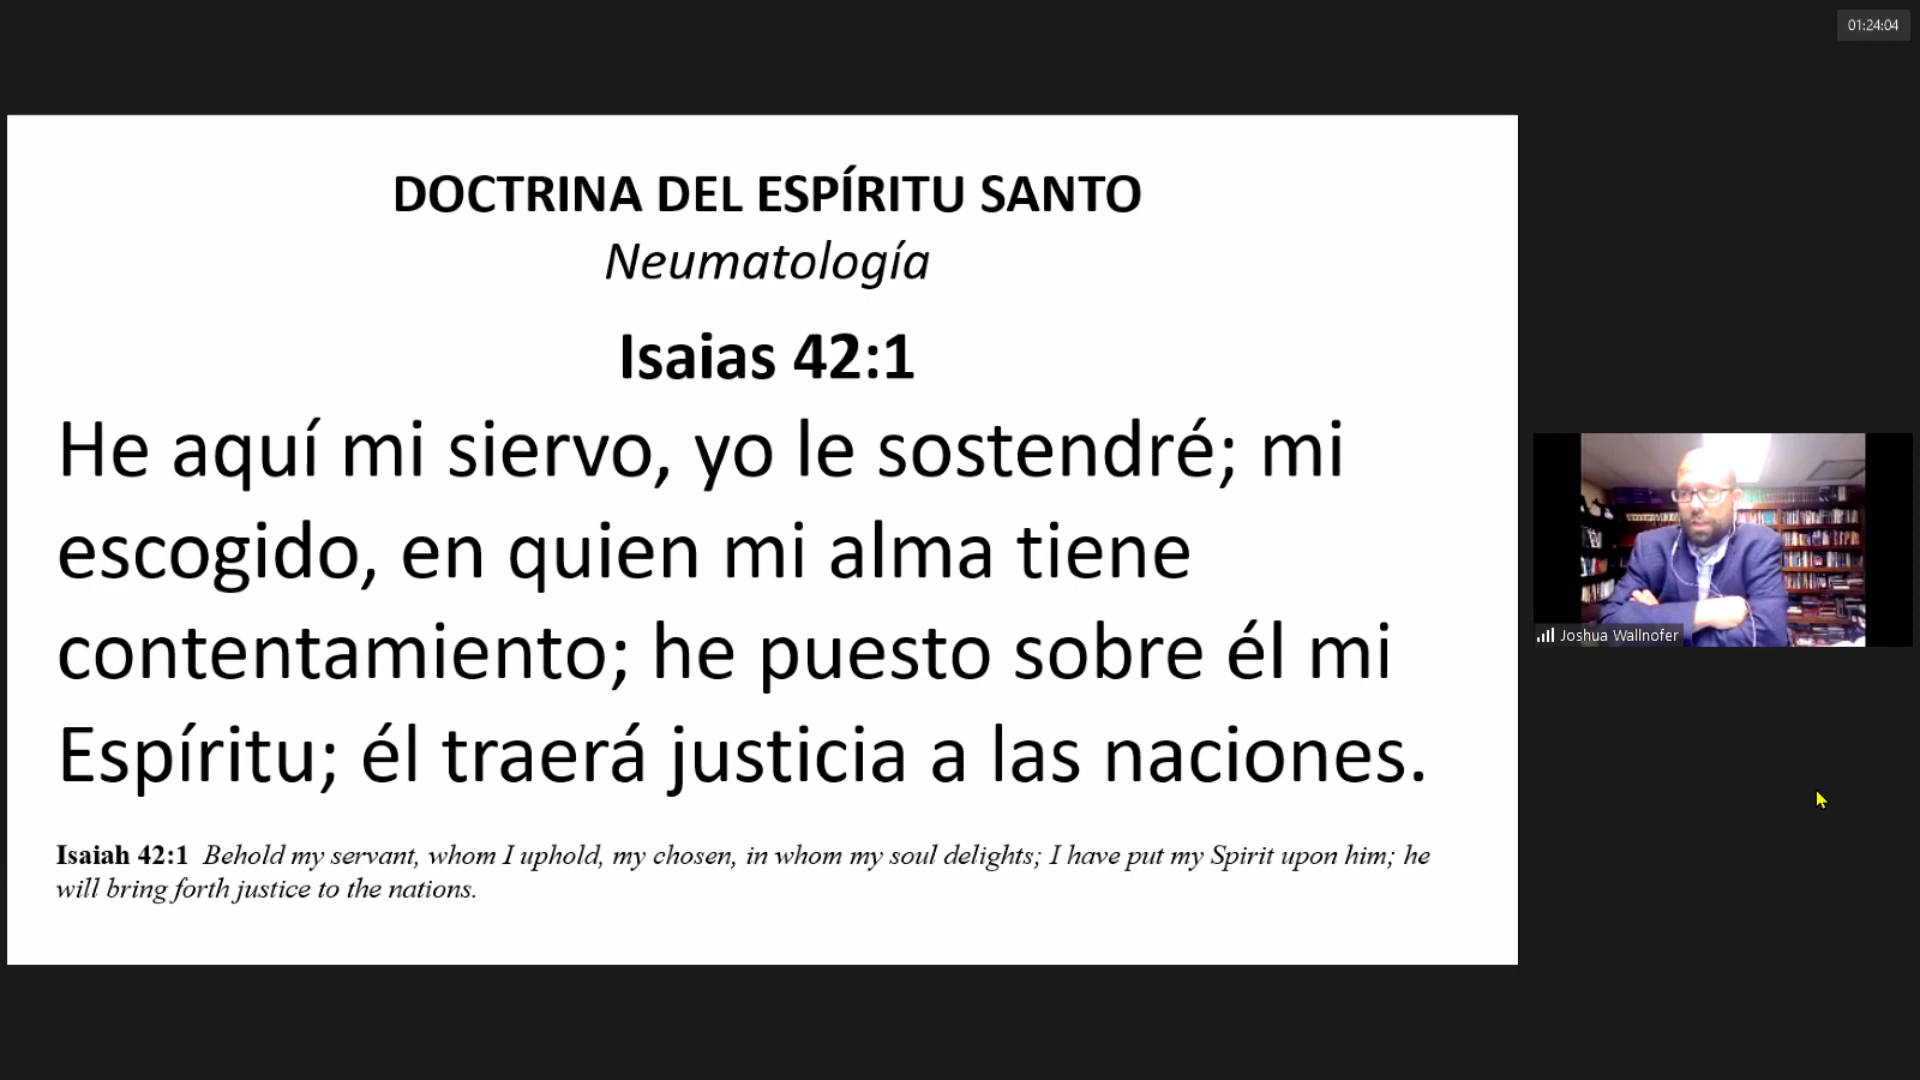 01:24:04
DOCTRINA DEL ESPÍRITU SANTO
Neumatología
Isaias 42:1
He aquí mi siervo, yo le sostendré; mi
escogido, en quien mi alma tiene
contentamiento; he puesto sobre él mi
Espíritu; él traerá justicia a las naciones.
Isaiah 42:1 Behold my servant, whom I uphold, my chosen, in whom my soul delights; I have put my Spirit upon him; he
will bring forth justice to the nations.
Joshua Wallnofer